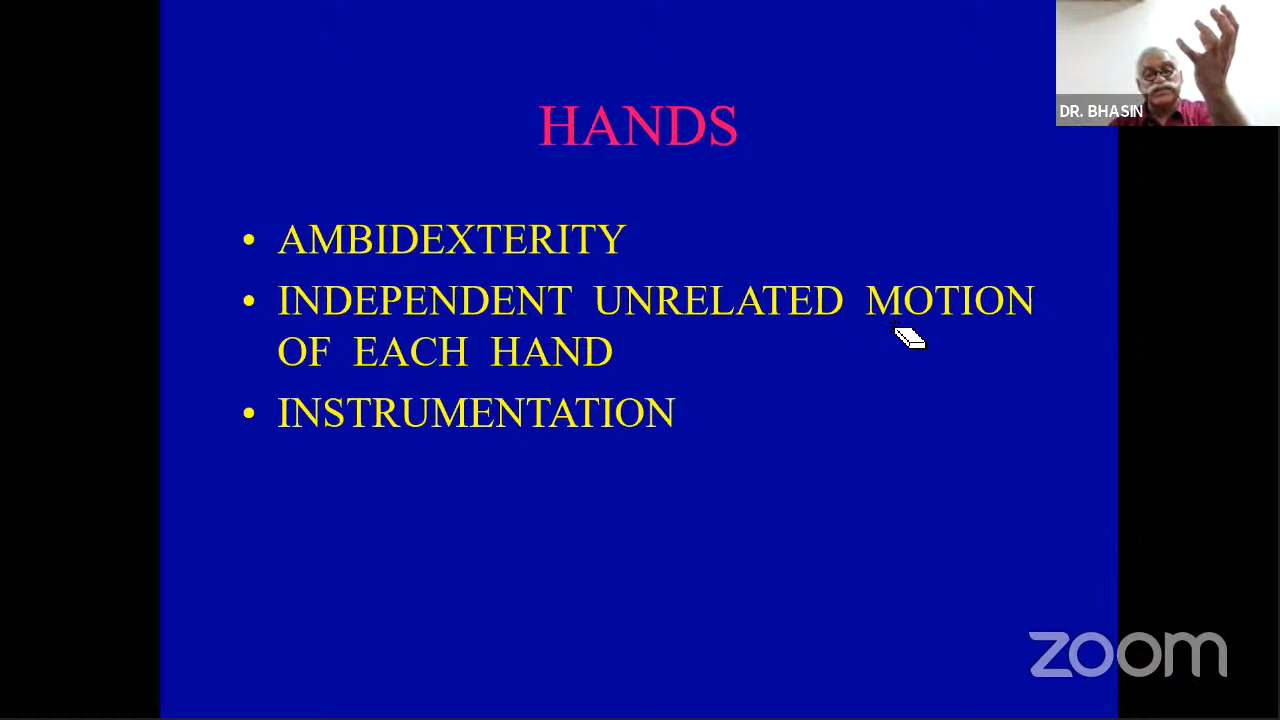 HANDS
DR. BHASIN
• AMBIDEXTERITY
• INDEPENDENT UNRELATED MOTION
OF EACH HAND
• INSTRUMENTATION
zoom